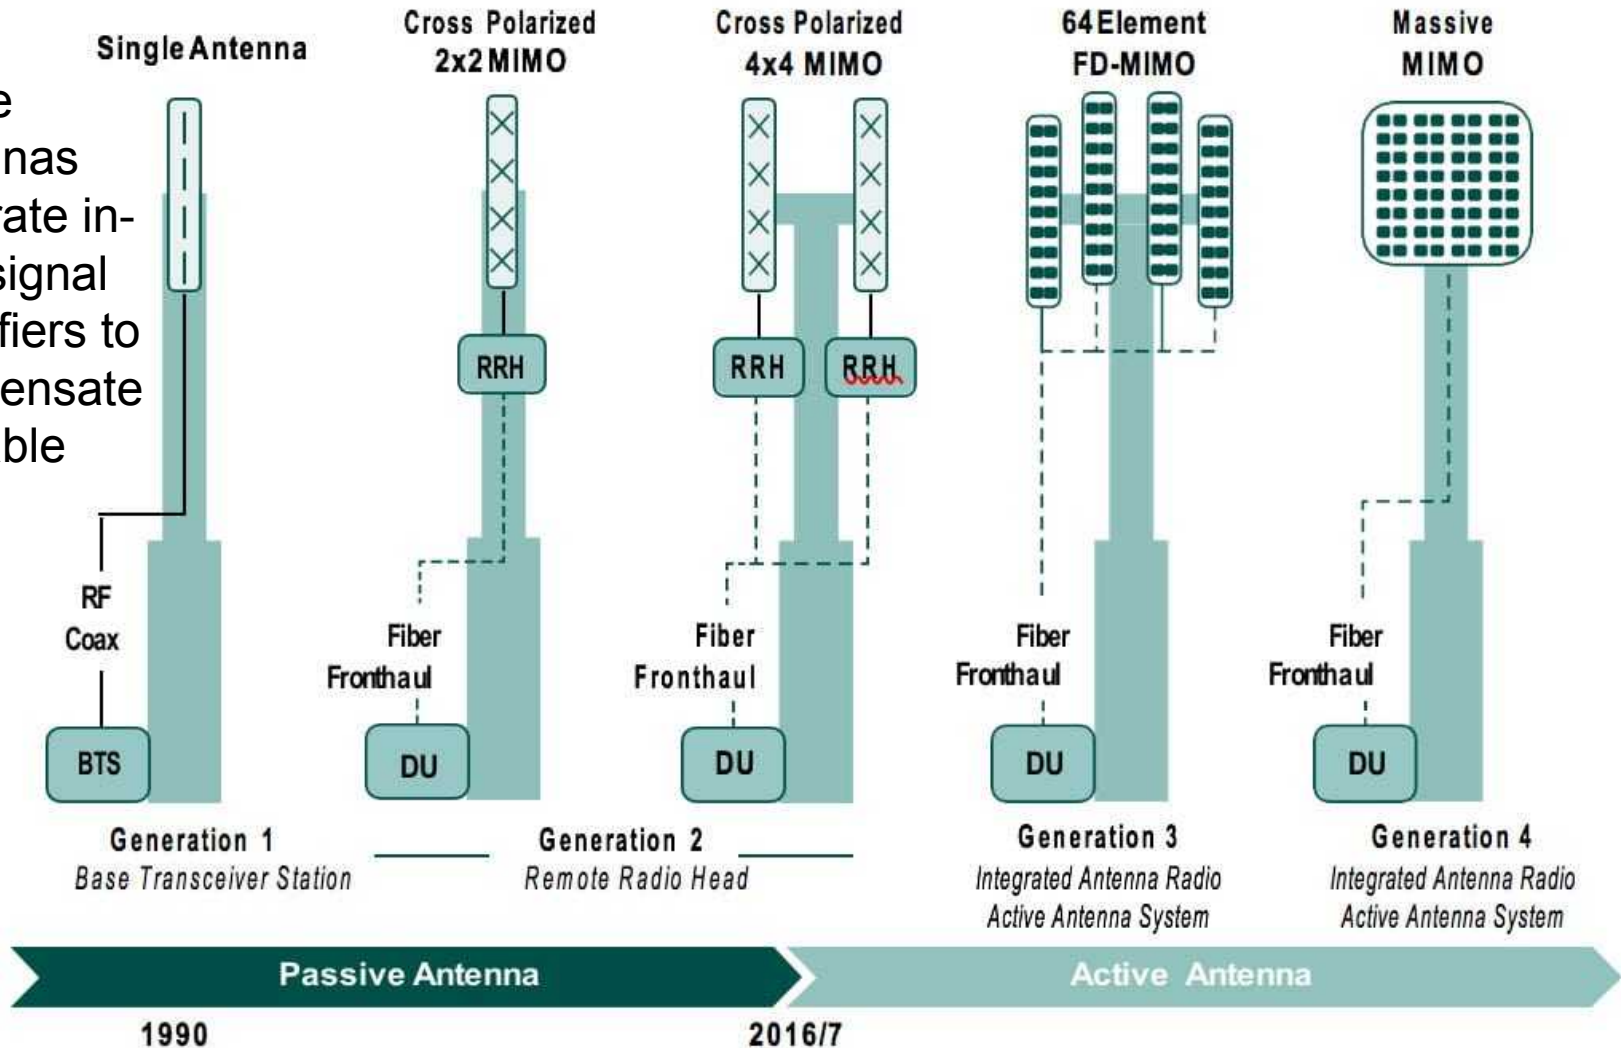 Single Antenna
Cross Polarized
2x2 MIMO
Cross Polarized
4x4 MIMO
64 Element
FD-MIMO
Massive
MIMO
e
nas
rate in-
signal
fiers to
ensate
able
RRH
RRH
RRH
RF
Coax
Fiber
Fronthaul
Fiber
Fronthaul
Fiber
Fronthaul
Fiber
Fronthaul
BTS
DU
DU
DU
DU
Generation 1
Base Transceiver Station
Generation 2
Remote Radio Head
Generation 3
Integrated Antenna Radio
Active Antenna System
Generation 4
Integrated Antenna Radio
Active Antenna System
Passive Antenna
Active Antenna
1990
2016/7